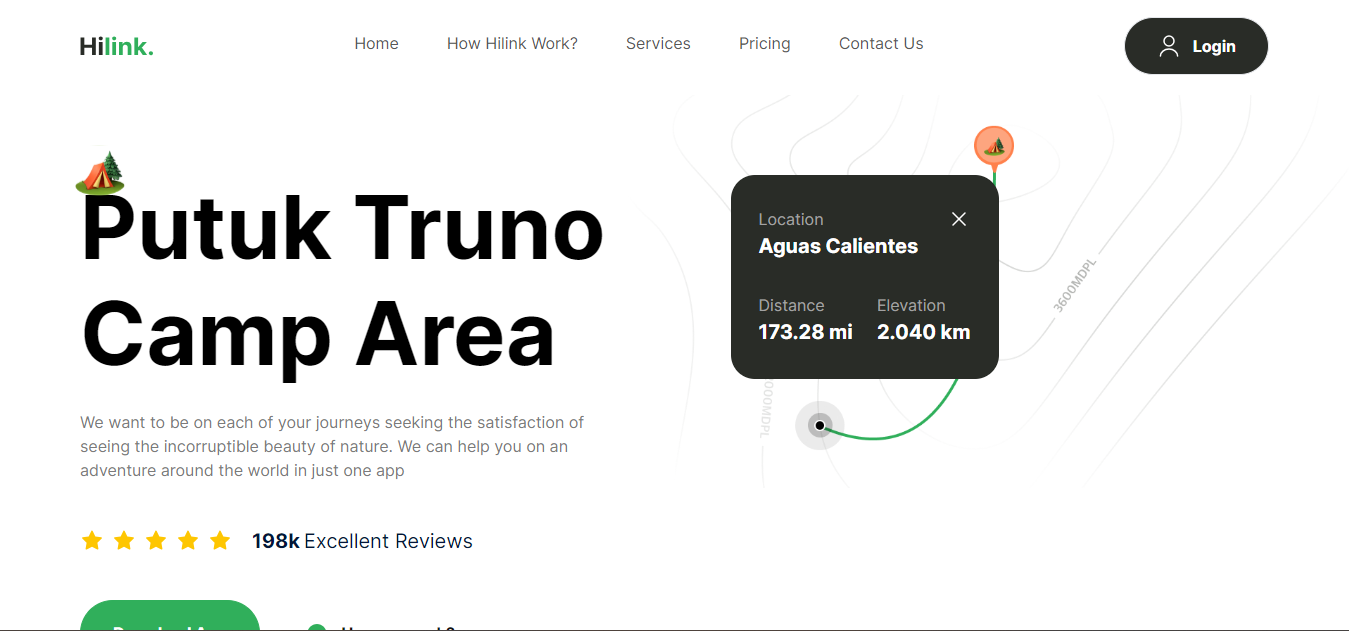 Hilink.
Home
How Hilink Work?
Services
Pricing
Contact Us
Login
Putuk Truno
Camp Area
We want to be on each of your journeys seeking the satisfaction of
seeing the incorruptible beauty of nature. We can help you on an
adventure around the world in just one app
198k Excellent Reviews
Location
Aguas Calientes
Distance
Elevation
173.28 mi
2.040 km
3600MDPL